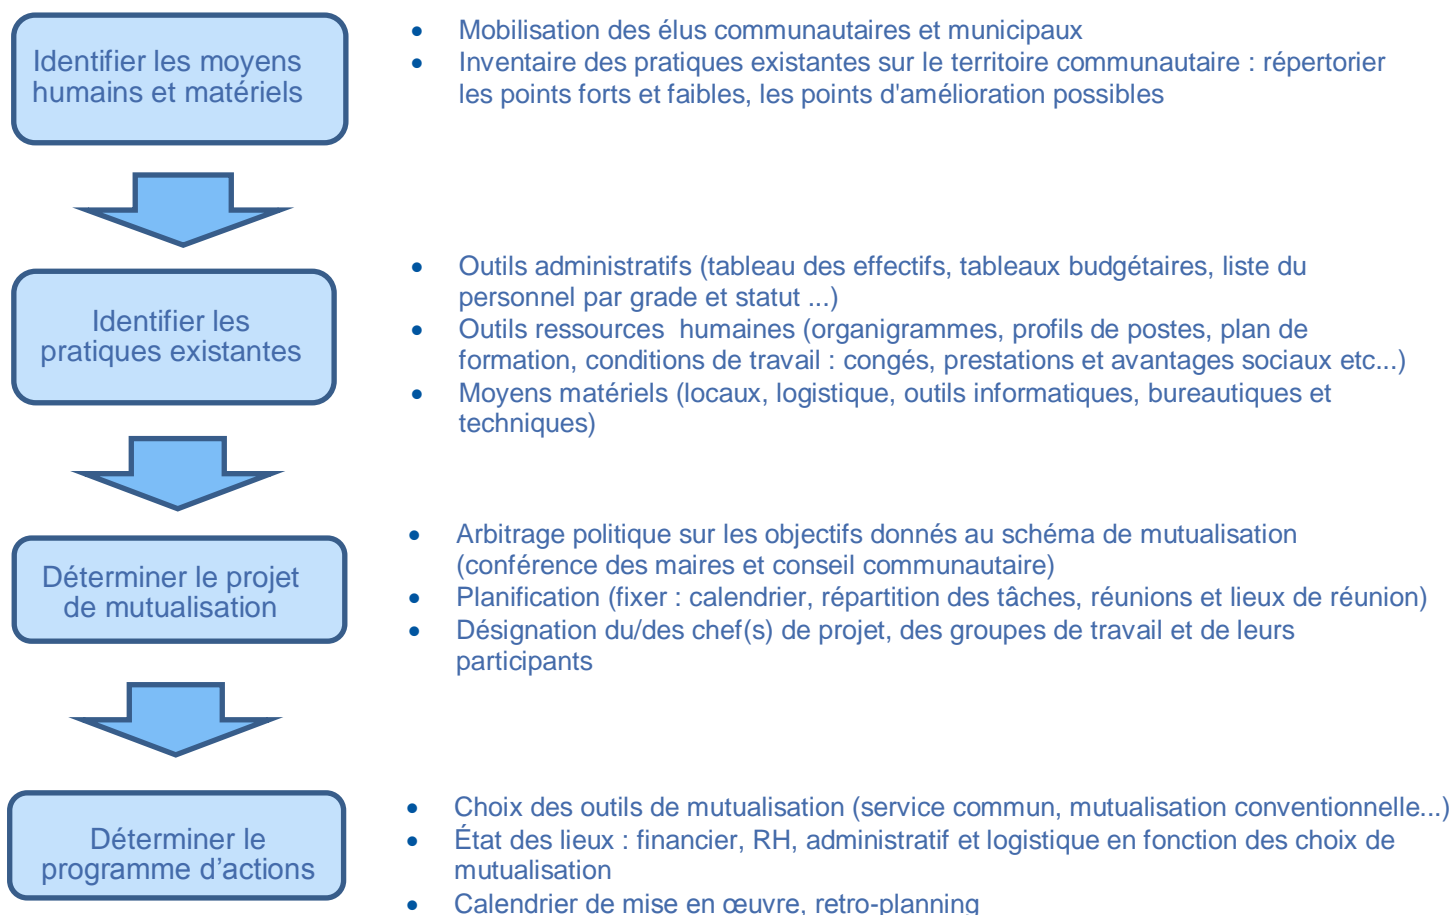 Identifier les moyens
humains et matériels
• Mobilisation des élus communautaires et municipaux
• Inventaire des pratiques existantes sur le territoire communautaire : répertorier
les points forts et faibles, les points d'amélioration possibles
Identifier les
pratiques existantes
• Outils administratifs (tableau des effectifs, tableaux budgétaires, liste du
personnel par grade et statut ...)
• Outils ressources humaines (organigrammes, profils de postes, plan de
formation, conditions de travail : congés, prestations et avantages sociaux etc...)
• Moyens matériels (locaux, logistique, outils informatiques, bureautiques et
techniques)
Déterminer le projet
de mutualisation
• Arbitrage politique sur les objectifs donnés au schéma de mutualisation
(conférence des maires et conseil communautaire)
• Planification (fixer : calendrier, répartition des tâches, réunions et lieux de réunion)
• Désignation du/des chef(s) de projet, des groupes de travail et de leurs
participants
Déterminer le
programme d’actions
• Choix des outils de mutualisation (service commun, mutualisation conventionnelle...)
• État des lieux : financier, RH, administratif et logistique en fonction des choix de
mutualisation
• Calendrier de mise en œuvre, retro-planning